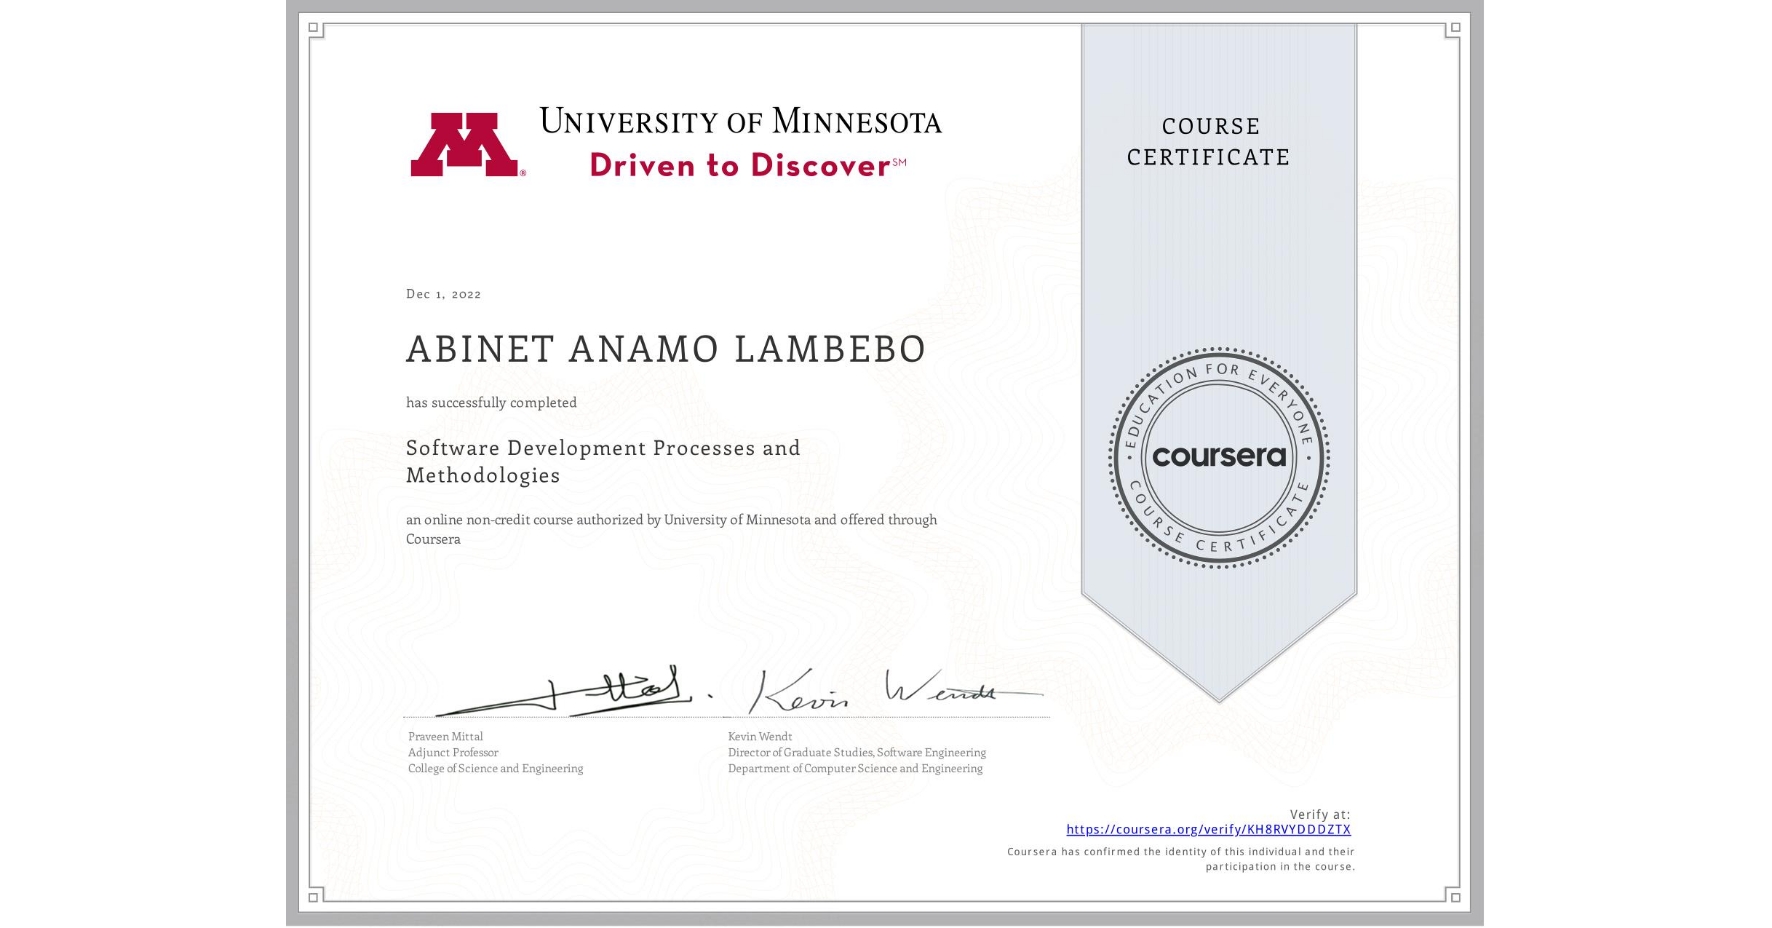 UNIVERSITY OF MINNESOTA
Driven to Discover℠
COURSE
CERTIFICATE
Dec 1, 2022
ABINET ANAMO LAMBEBO
has successfully completed
Software Development Processes and
Methodologies
an online non-credit course authorized by University of Minnesota and offered through
Coursera
EDUCATION FOR EVERYONE
coursera
COURSE CERTIFICATE
Kevin Wendt
Praveen Mittal
Adjunct Professor
College of Science and Engineering
Kevin Wendt
Director of Graduate Studies, Software Engineering
Department of Computer Science and Engineering
Verify at:
https://coursera.org/verify/KH8RVYDDDZTX
Coursera has confirmed the identity of this individual and their
participation in the course.